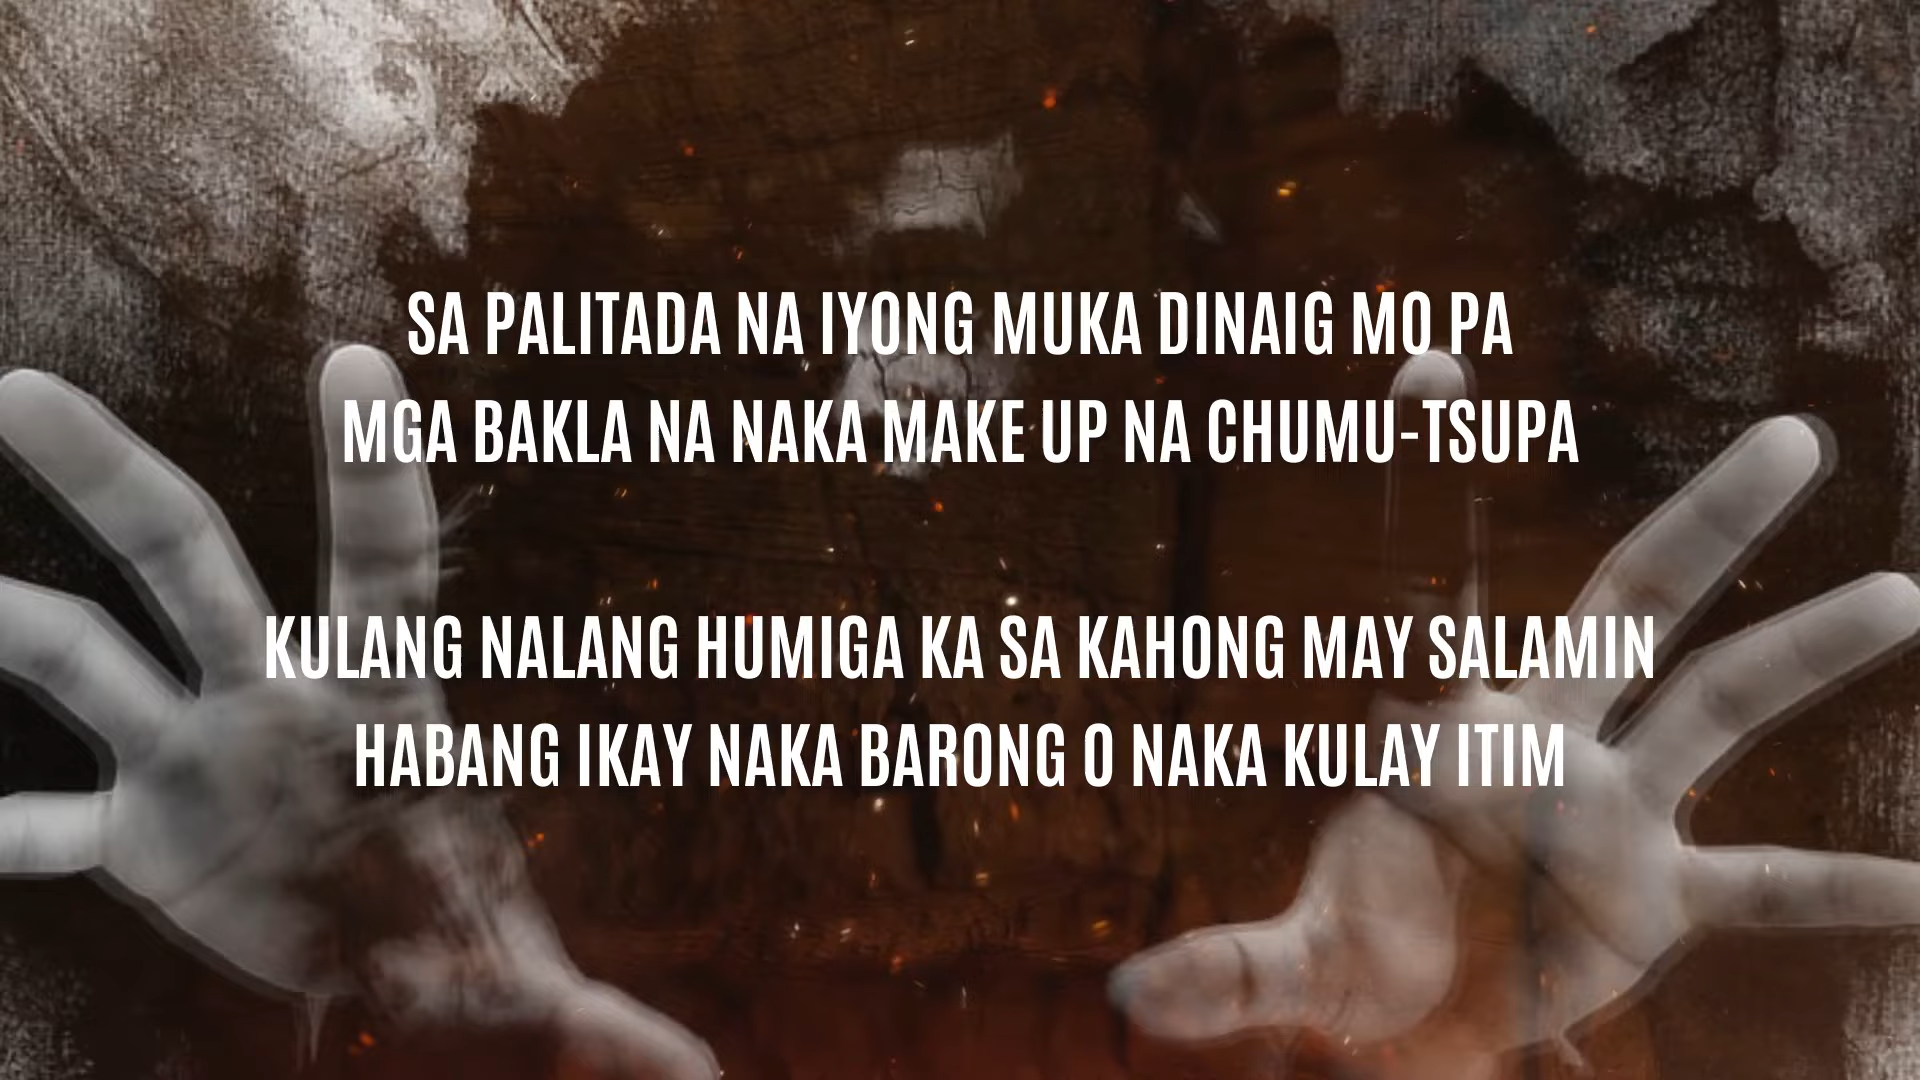 SA PALITADA NA IYONG MUKA DINAIG MO PA
MGA BAKLA NA NAKA MAKE UP NA CHUMU-TSUPA
KULANG NALANG HUMIGA KA SA KAHONG MAY SALAMIN
HABANG IKAY NAKA BARONG O NAKA KULAY ITIM